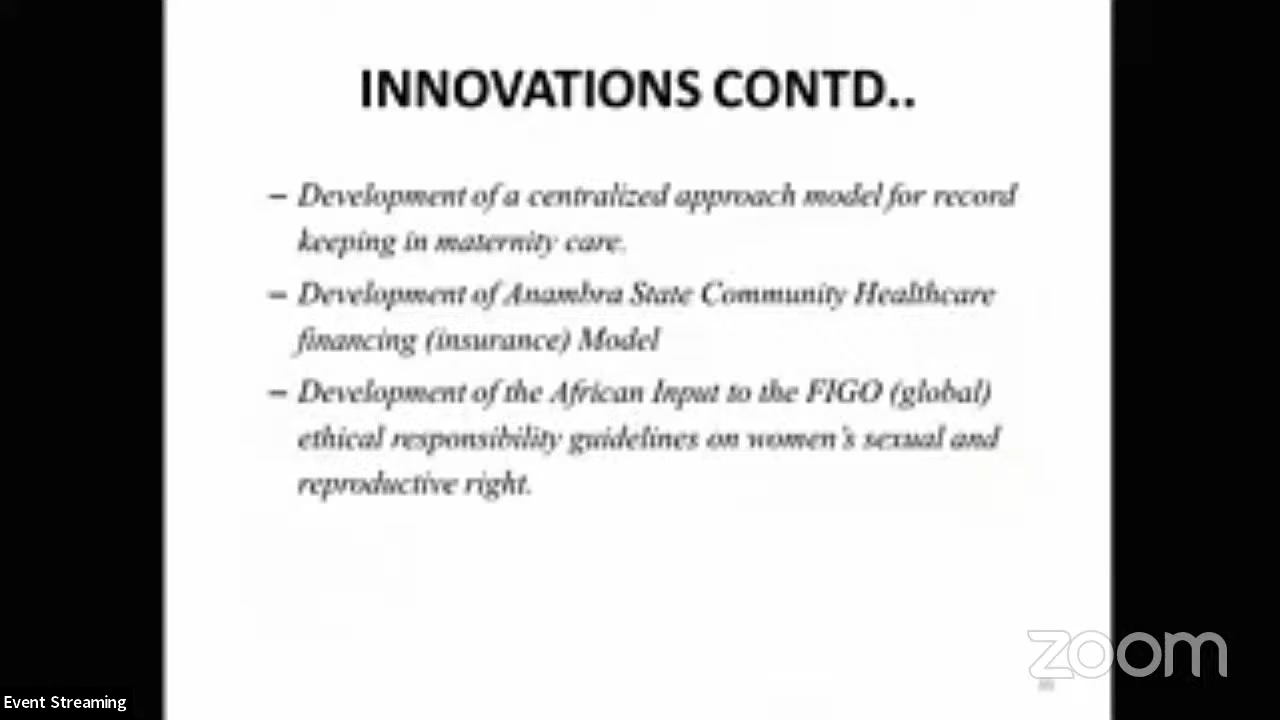 INNOVATIONS CONTD..
– Development of a centralized approach model for record
keeping in maternity care.
– Development of Anambra State Community Healthcare
financing (insurance) Model
– Development of the African Input to the FIGO (global)
ethical responsibility guidelines on women's sexual and
reproductive right.
zoom
Event Streaming